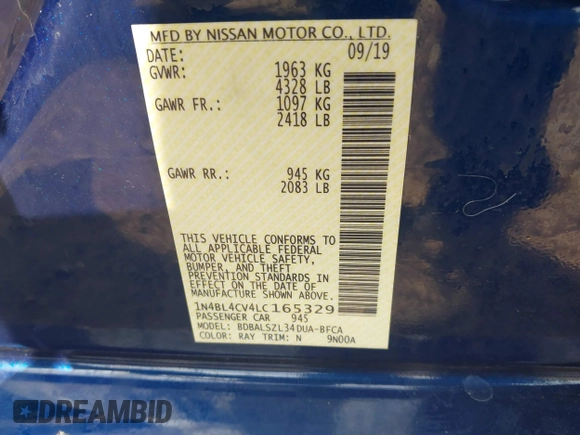 MFD BY NISSAN MOTOR CO., LTD.
DATE: 09/19
GVWR: 1963 KG
4328 LB
GAWR FR.: 1097 KG
2418 LB
GAWR RR.: 945 KG
2083 LB
THIS VEHICLE CONFORMS TO
ALL APPLICABLE FEDERAL
MOTOR VEHICLE SAFETY,
BUMPER, AND THEFT
PREVENTION STANDARDS IN
EFFECT ON THE DATE OF
MANUFACTURE SHOWN ABOVE.
1N4BL4CV4LC165329
PASSENGER CAR 945
MODEL: BDBALSZL34DUA-BFCA
COLOR: RAY TRIM: N 9N00A
DREAMBID